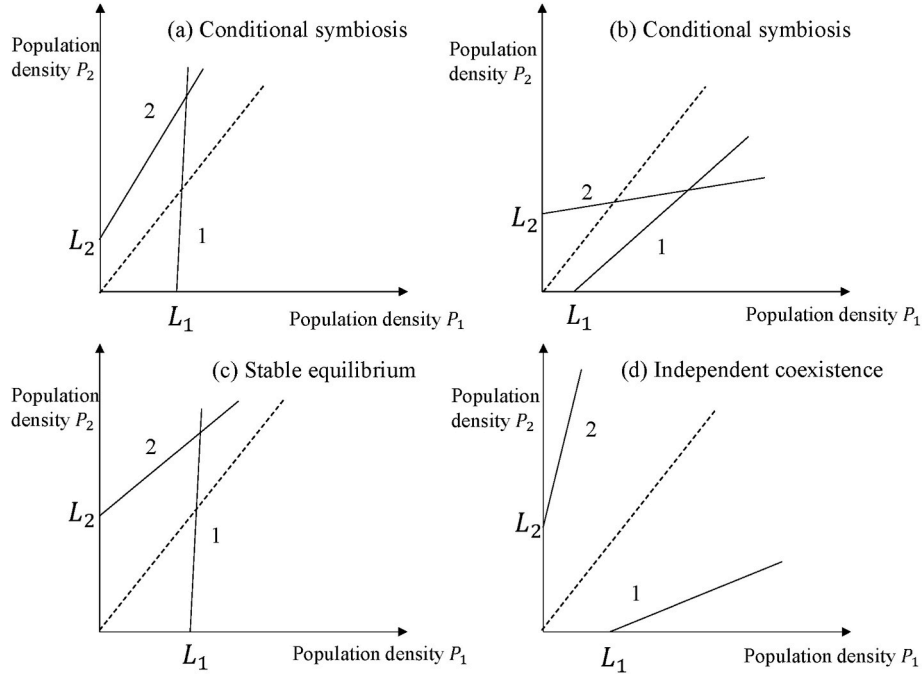 (a) Conditional symbiosis
Population
density P₂
2
1
L₂
L₁
Population density P₁
(b) Conditional symbiosis
Population
density P₂
2
1
L₂
L₁
Population density P₁
(c) Stable equilibrium
Population
density P₂
2
1
L₂
L₁
Population density P₁
(d) Independent coexistence
Population
density P₂
2
1
L₂
L₁
Population density P₁